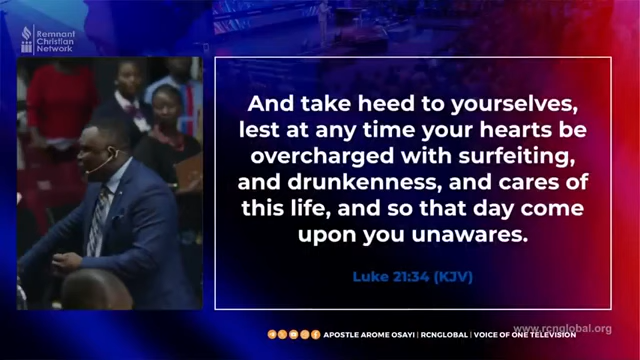 Remnant
Christian
Network
And take heed to yourselves,
lest at any time your hearts be
overcharged with surfeiting,
and drunkenness, and cares of
this life, and so that day come
upon you unawares.
Luke 21:34 (KJV)
www.rcnglobal.org
APOSTLE AROME OSAYI | RCNGLOBAL | VOICE OF ONE TELEVISION